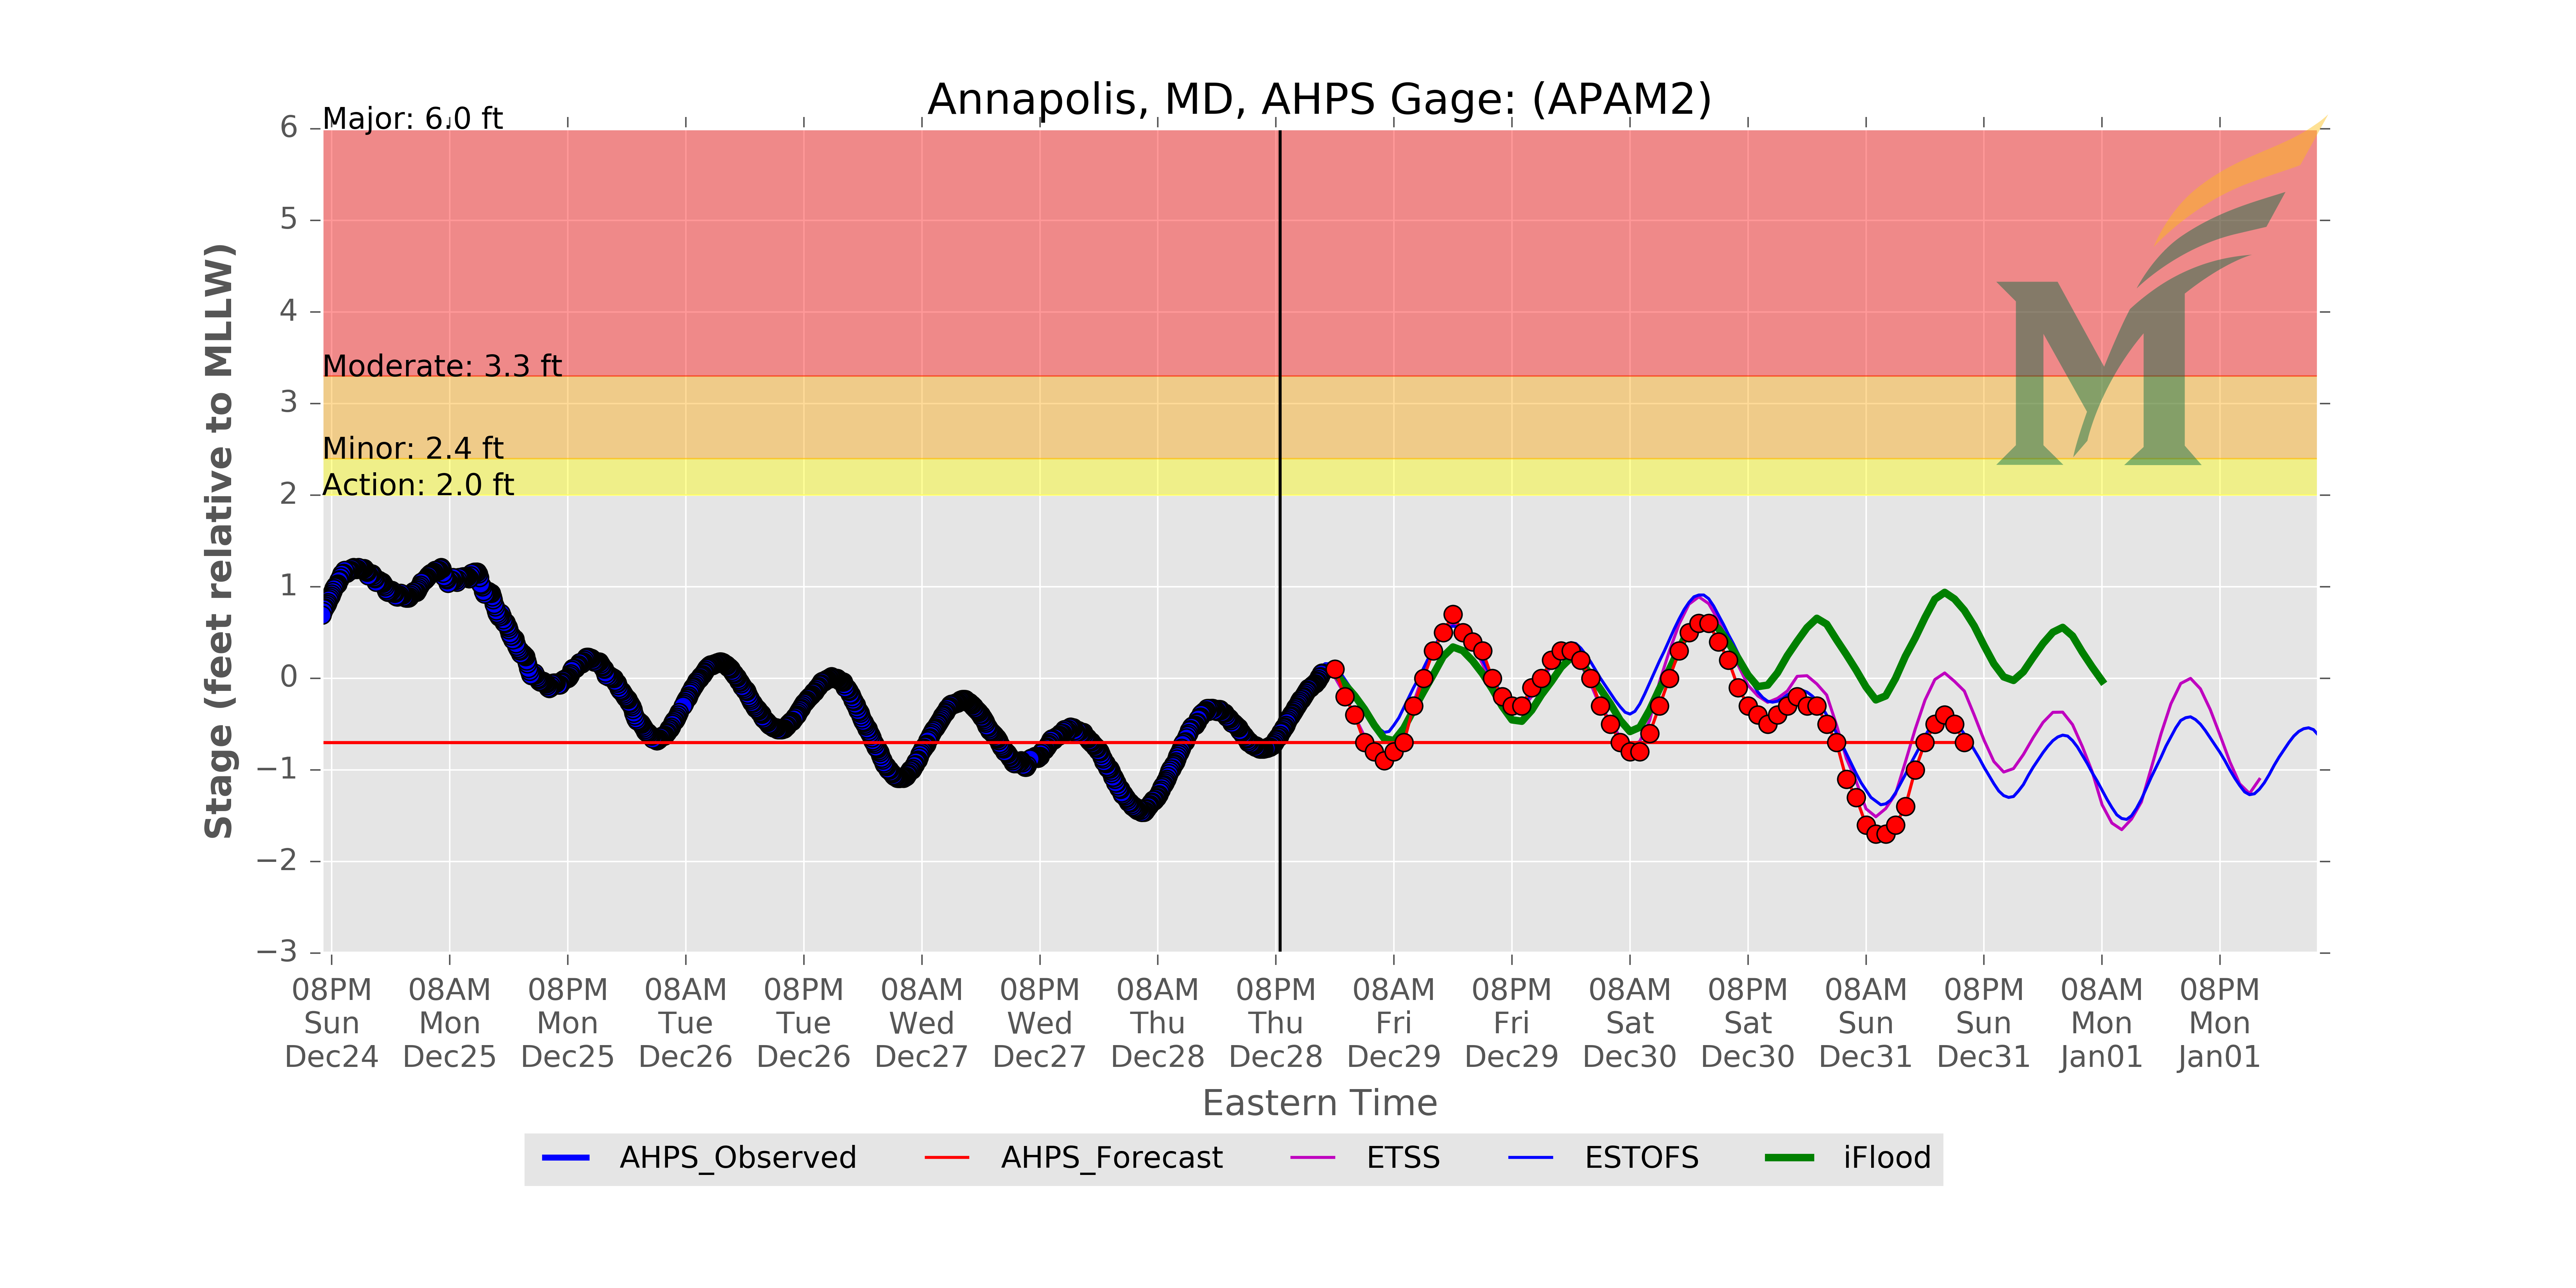 Annapolis, MD, AHPS Gage: (APAM2)
Major: 6.0 ft
Moderate: 3.3 ft
Minor: 2.4 ft
Action: 2.0 ft
Stage (feet relative to MLLW)
6
5
4
3
2
1
0
−1
−2
−3
08PM 08AM 08PM 08AM 08PM 08AM 08PM 08AM 08PM 08AM 08PM 08AM 08PM 08AM 08PM 08AM 08PM
Sun Mon Mon Tue Tue Wed Wed Thu Thu Fri Fri Sat Sat Sun Sun Mon Mon
Dec24 Dec25 Dec25 Dec26 Dec26 Dec27 Dec27 Dec28 Dec28 Dec29 Dec29 Dec30 Dec30 Dec31 Dec31 Jan01 Jan01
Eastern Time
AHPS_Observed AHPS_Forecast ETSS ESTOFS iFlood
M